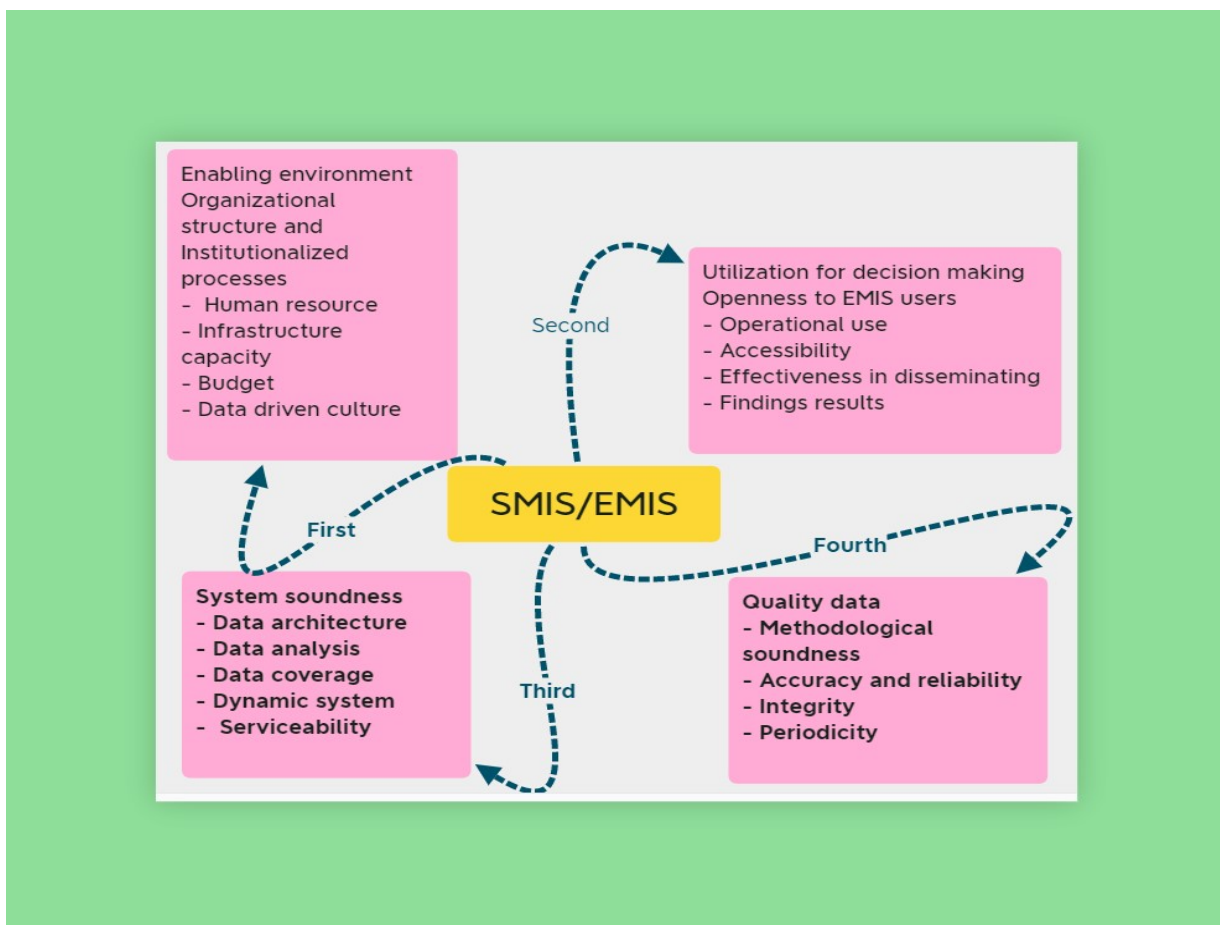 Enabling environment
Organizational
structure and
Institutionalized
processes
-  Human resource
- Infrastructure
capacity
- Budget
- Data driven culture
Second
Utilization for decision making
Openness to EMIS users
- Operational use
- Accessibility
- Effectiveness in disseminating
- Findings results
SMIS/EMIS
First
Fourth
System soundness
- Data architecture
- Data analysis
- Data coverage
- Dynamic system
-  Serviceability
Third
Quality data
- Methodological
soundness
- Accuracy and reliability
- Integrity
- Periodicity